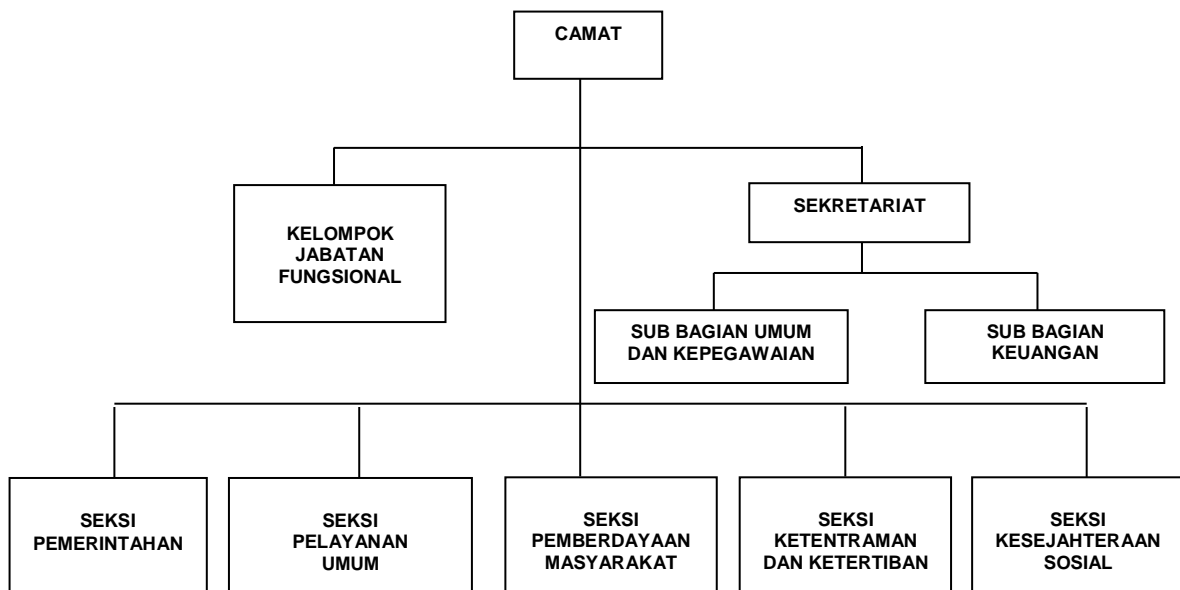 CAMAT
KELOMPOK
JABATAN
FUNGSIONAL
SEKRETARIAT
SUB BAGIAN UMUM
DAN KEPEGAWAIAN
SUB BAGIAN
KEUANGAN
SEKSI
PEMERINTAHAN
SEKSI
PELAYANAN
UMUM
SEKSI
PEMBERDAYAAN
MASYARAKAT
SEKSI
KETENTRAMAN
DAN KETERTIBAN
SEKSI
KESEJAHTERAAN
SOSIAL